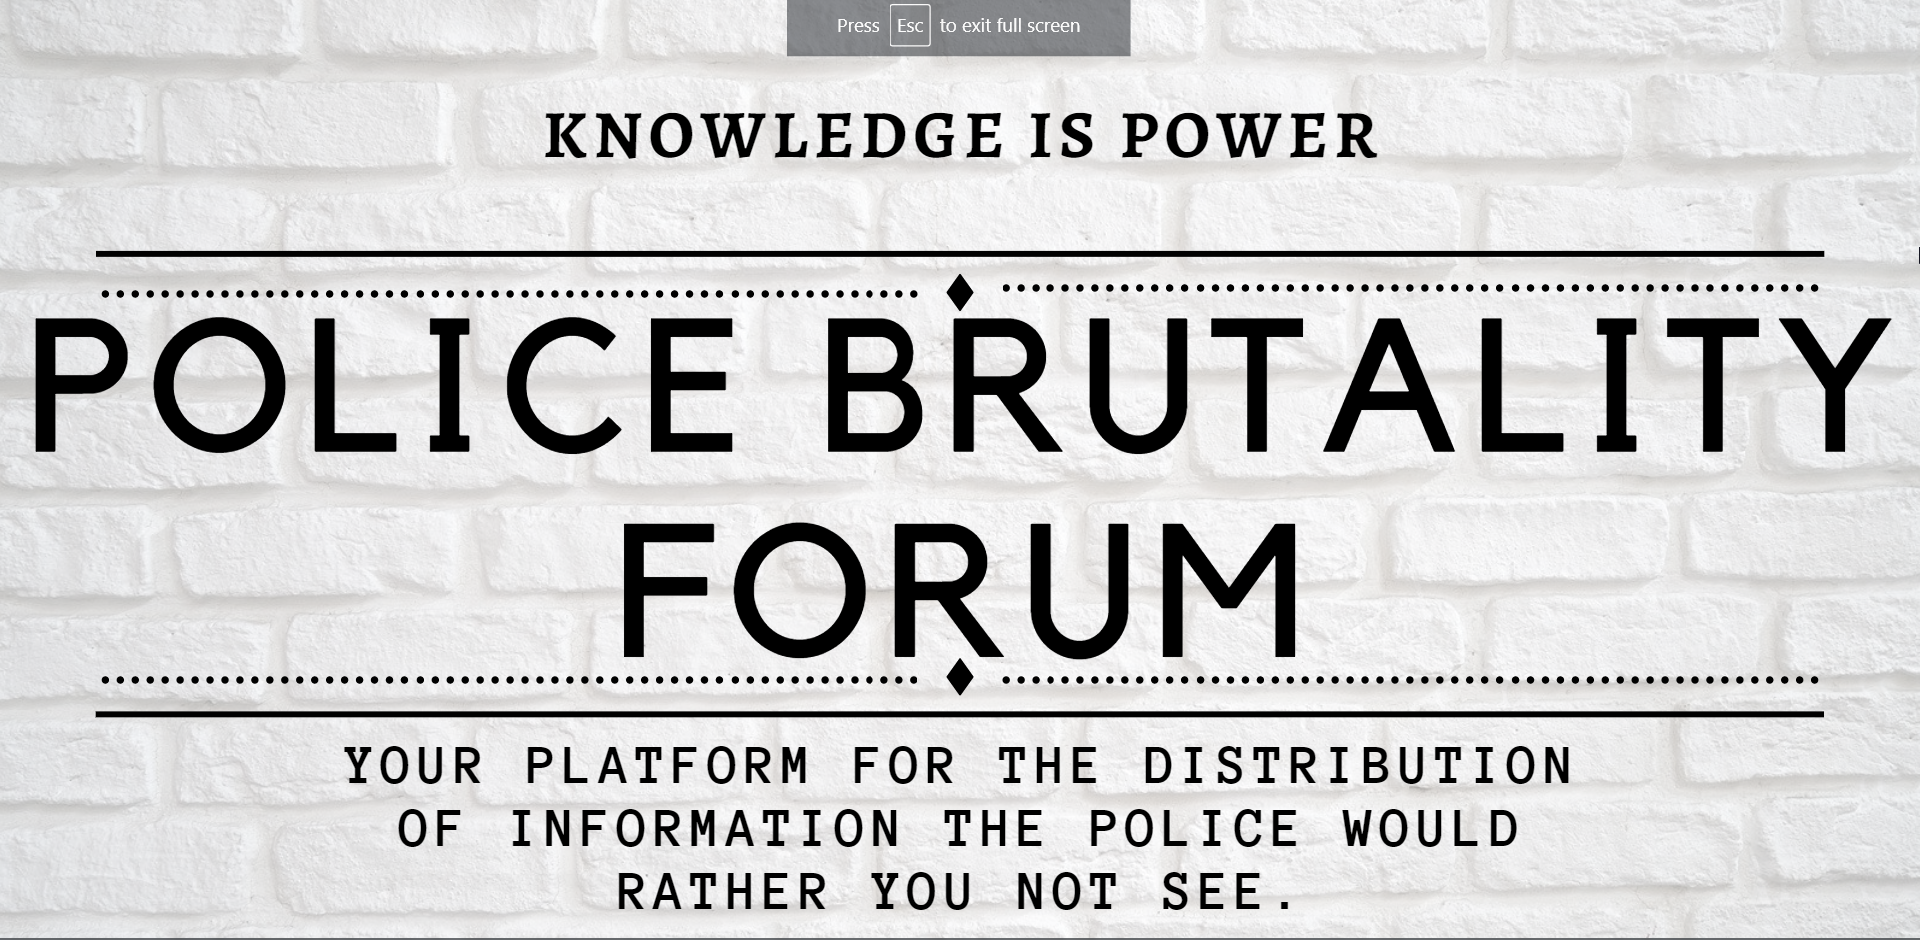 Press Esc to exit full screen
KNOWLEDGE IS POWER
POLICE BRUTALITY
FORUM
YOUR PLATFORM FOR THE DISTRIBUTION
OF INFORMATION THE POLICE WOULD
RATHER YOU NOT SEE.